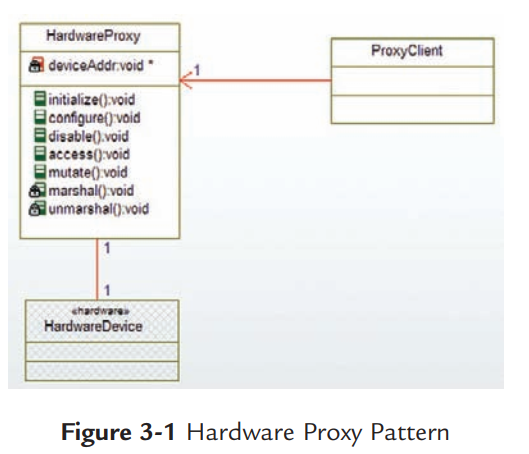 HardwareProxy
deviceAddr:void *
initialize():void
configure():void
disable():void
access():void
mutate():void
marshal():void
unmarshal():void
1
ProxyClient
1
1
«hardware»
HardwareDevice
Figure 3-1 Hardware Proxy Pattern